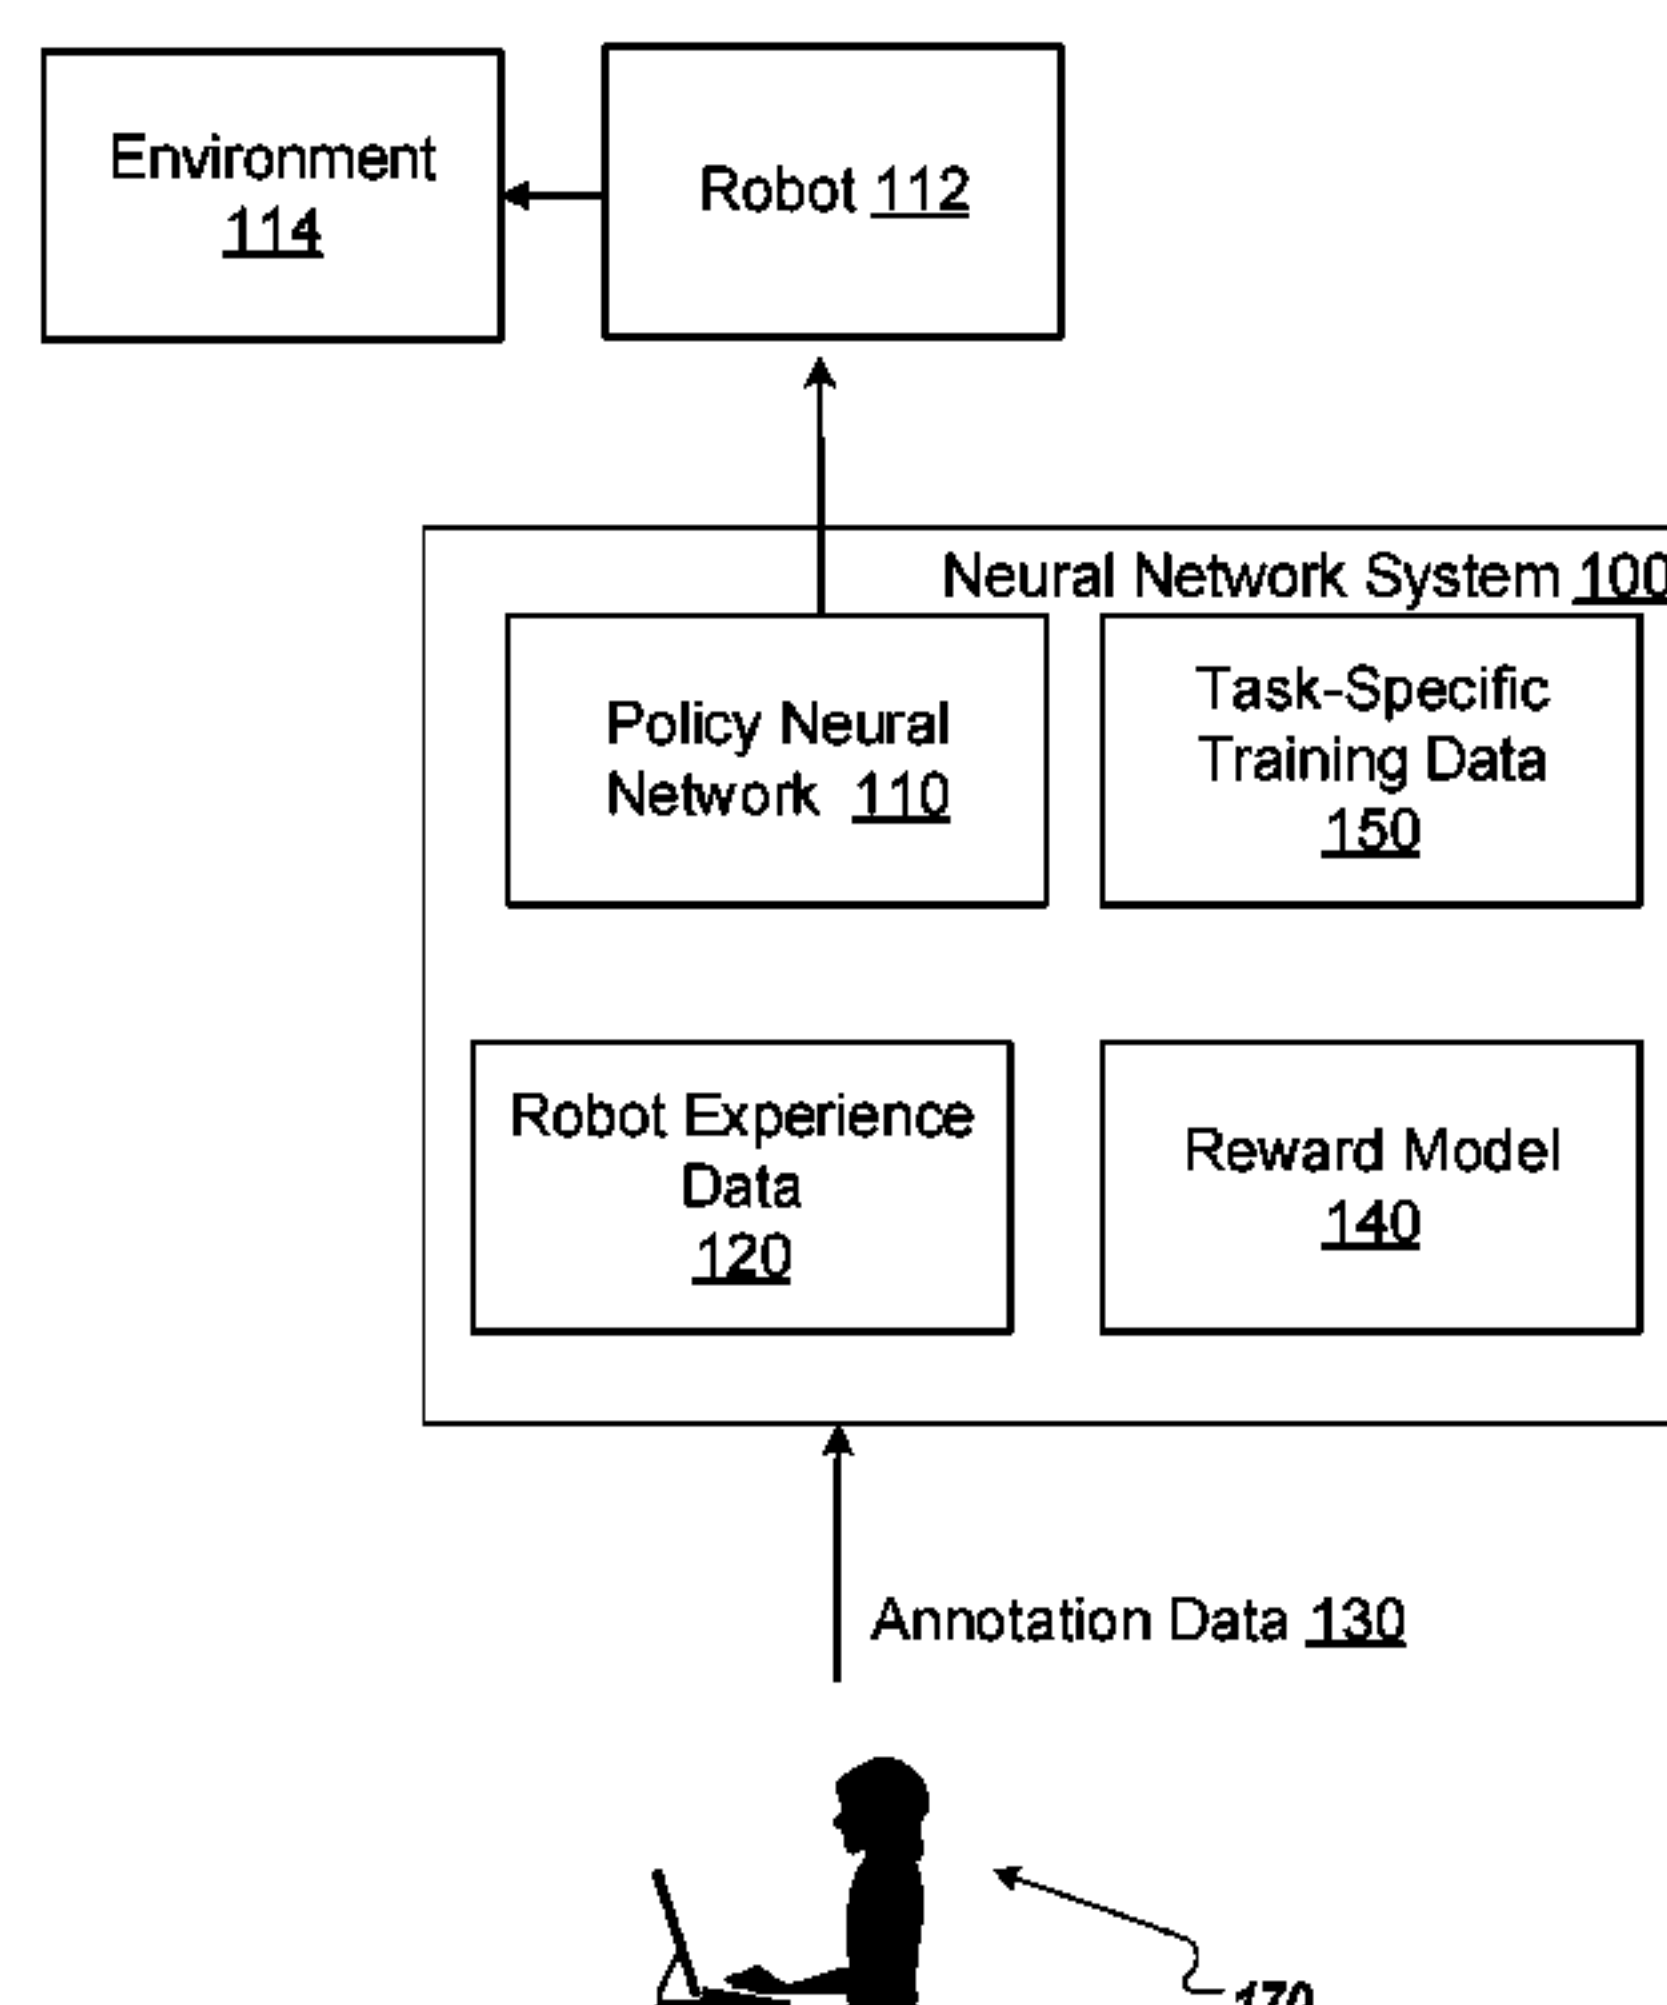 Environment
114
Robot 112
Neural Network System 100
Policy Neural
Network 110
Task-Specific
Training Data
150
Robot Experience
Data
120
Reward Model
140
Annotation Data 130
170